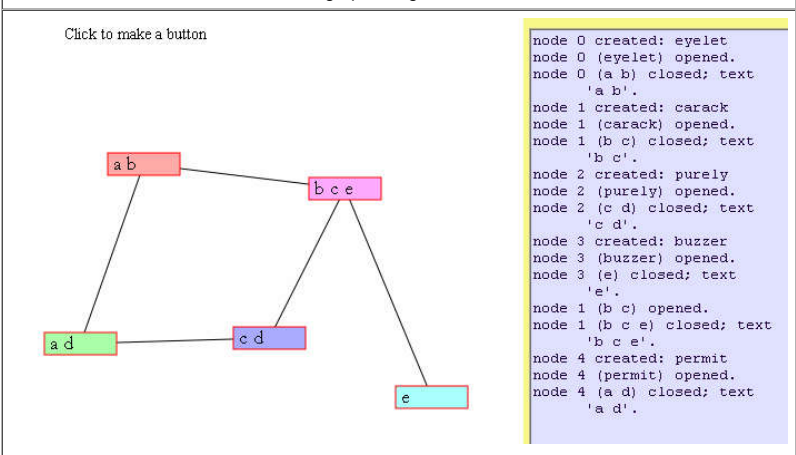 Click to make a button
a b
b c e
a d
c d
e
node 0 created: eyelet
node 0 (eyelet) opened.
node 0 (a b) closed; text
'a b'.
node 1 created: carack
node 1 (carack) opened.
node 1 (b c) closed; text
'b c'.
node 2 created: purely
node 2 (purely) opened.
node 2 (c d) closed; text
'c d'.
node 3 created: buzzer
node 3 (buzzer) opened.
node 3 (e) closed; text
'e'.
node 1 (b c) opened.
node 1 (b c e) closed; text
'b c e'.
node 4 created: permit
node 4 (permit) opened.
node 4 (a d) closed; text
'a d'.